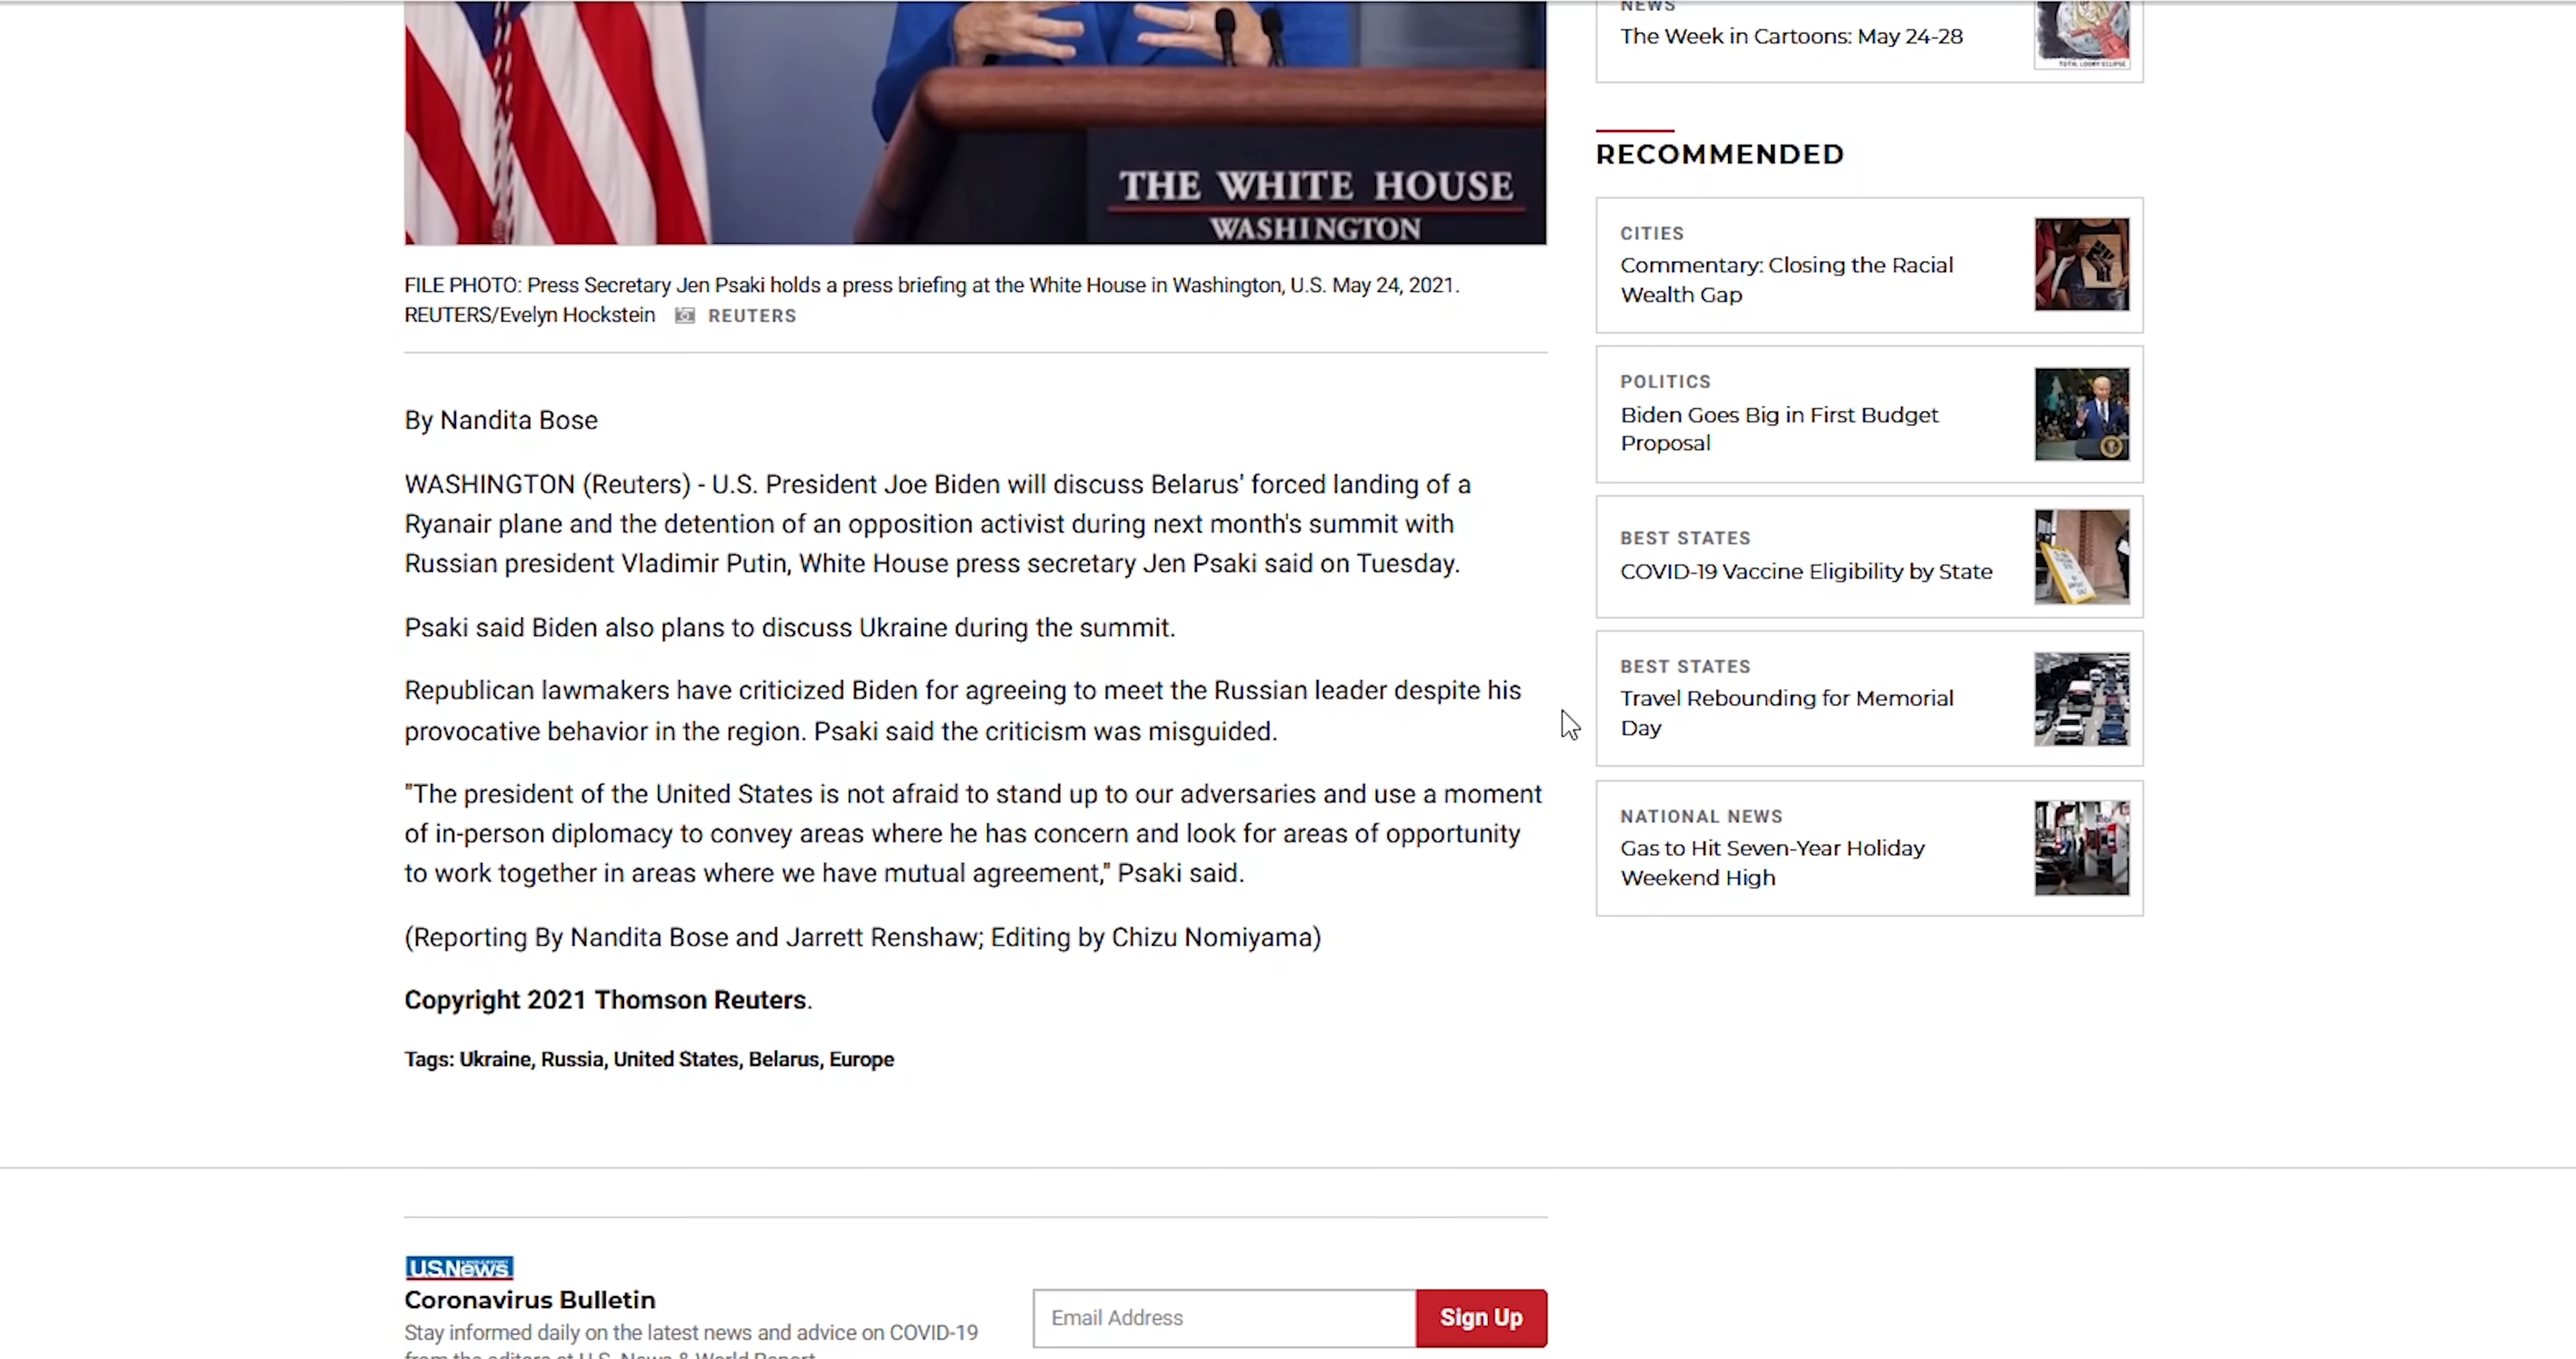 THE WHITE HOUSE
WASHINGTON
FILE PHOTO: Press Secretary Jen Psaki holds a press briefing at the White House in Washington, U.S. May 24, 2021.
REUTERS/Evelyn Hockstein REUTERS
By Nandita Bose
WASHINGTON (Reuters) - U.S. President Joe Biden will discuss Belarus' forced landing of a
Ryanair plane and the detention of an opposition activist during next month's summit with
Russian president Vladimir Putin, White House press secretary Jen Psaki said on Tuesday.
Psaki said Biden also plans to discuss Ukraine during the summit.
Republican lawmakers have criticized Biden for agreeing to meet the Russian leader despite his
provocative behavior in the region. Psaki said the criticism was misguided.
"The president of the United States is not afraid to stand up to our adversaries and use a moment
of in-person diplomacy to convey areas where he has concern and look for areas of opportunity
to work together in areas where we have mutual agreement," Psaki said.
(Reporting By Nandita Bose and Jarrett Renshaw; Editing by Chizu Nomiyama)
Copyright 2021 Thomson Reuters.
Tags: Ukraine, Russia, United States, Belarus, Europe
U.S.News
Coronavirus Bulletin
Stay informed daily on the latest news and advice on COVID-19
from the editors at U.S. News & World Report
Email Address
Sign Up
NEWS
The Week in Cartoons: May 24-28
RECOMMENDED
CITIES
Commentary: Closing the Racial
Wealth Gap
POLITICS
Biden Goes Big in First Budget
Proposal
BEST STATES
COVID-19 Vaccine Eligibility by State
BEST STATES
Travel Rebounding for Memorial
Day
NATIONAL NEWS
Gas to Hit Seven-Year Holiday
Weekend High